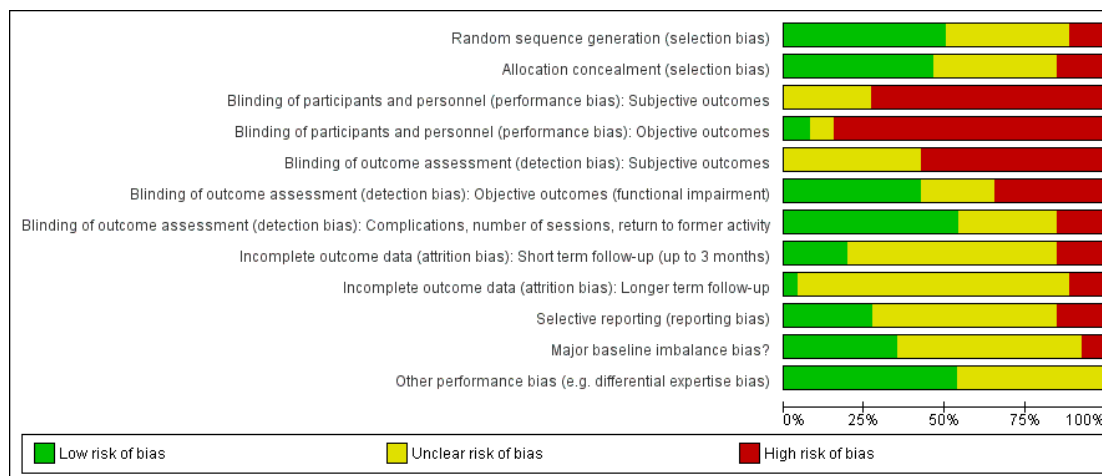 Random sequence generation (selection bias)
Allocation concealment (selection bias)
Blinding of participants and personnel (performance bias): Subjective outcomes
Blinding of participants and personnel (performance bias): Objective outcomes
Blinding of outcome assessment (detection bias): Subjective outcomes
Blinding of outcome assessment (detection bias): Objective outcomes (functional impairment)
Blinding of outcome assessment (detection bias): Complications, number of sessions, return to former activity
Incomplete outcome data (attrition bias): Short term follow-up (up to 3 months)
Incomplete outcome data (attrition bias): Longer term follow-up
Selective reporting (reporting bias)
Major baseline imbalance bias?
Other performance bias (e.g. differential expertise bias)
0% 25% 50% 75% 100%
Low risk of bias Unclear risk of bias High risk of bias